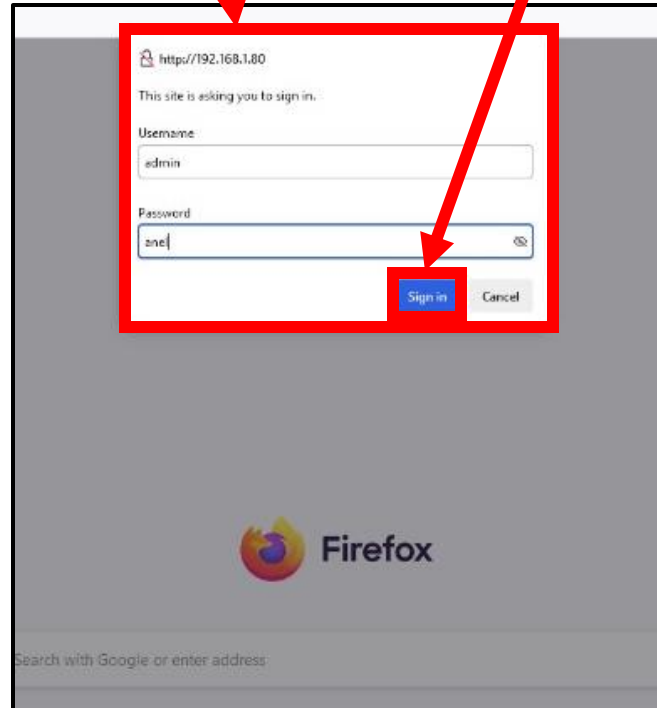 http://192.168.1.80
This site is asking you to sign in.
Username
admin
Password
anel
Sign in Cancel
Firefox
Search with Google or enter address